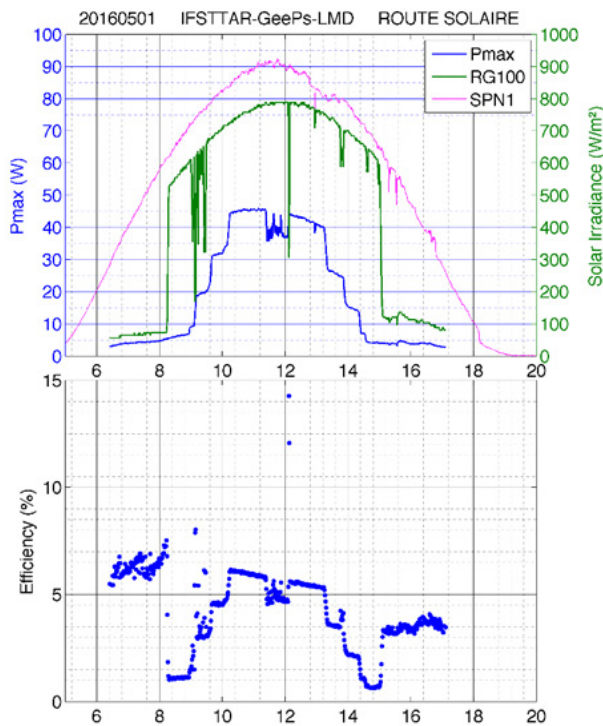 20160501 IFSTTAR-GeePs-LMD ROUTE SOLAIRE
Pmax
RG100
SPN1
Pmax (W)
100
90
80
70
60
50
40
30
20
10
0
Solar Irradiance (W/m²)
1000
900
800
700
600
500
400
300
200
100
0
6 8 10 12 14 16 18 20
Efficiency (%)
15
10
5
0
6 8 10 12 14 16 18 20